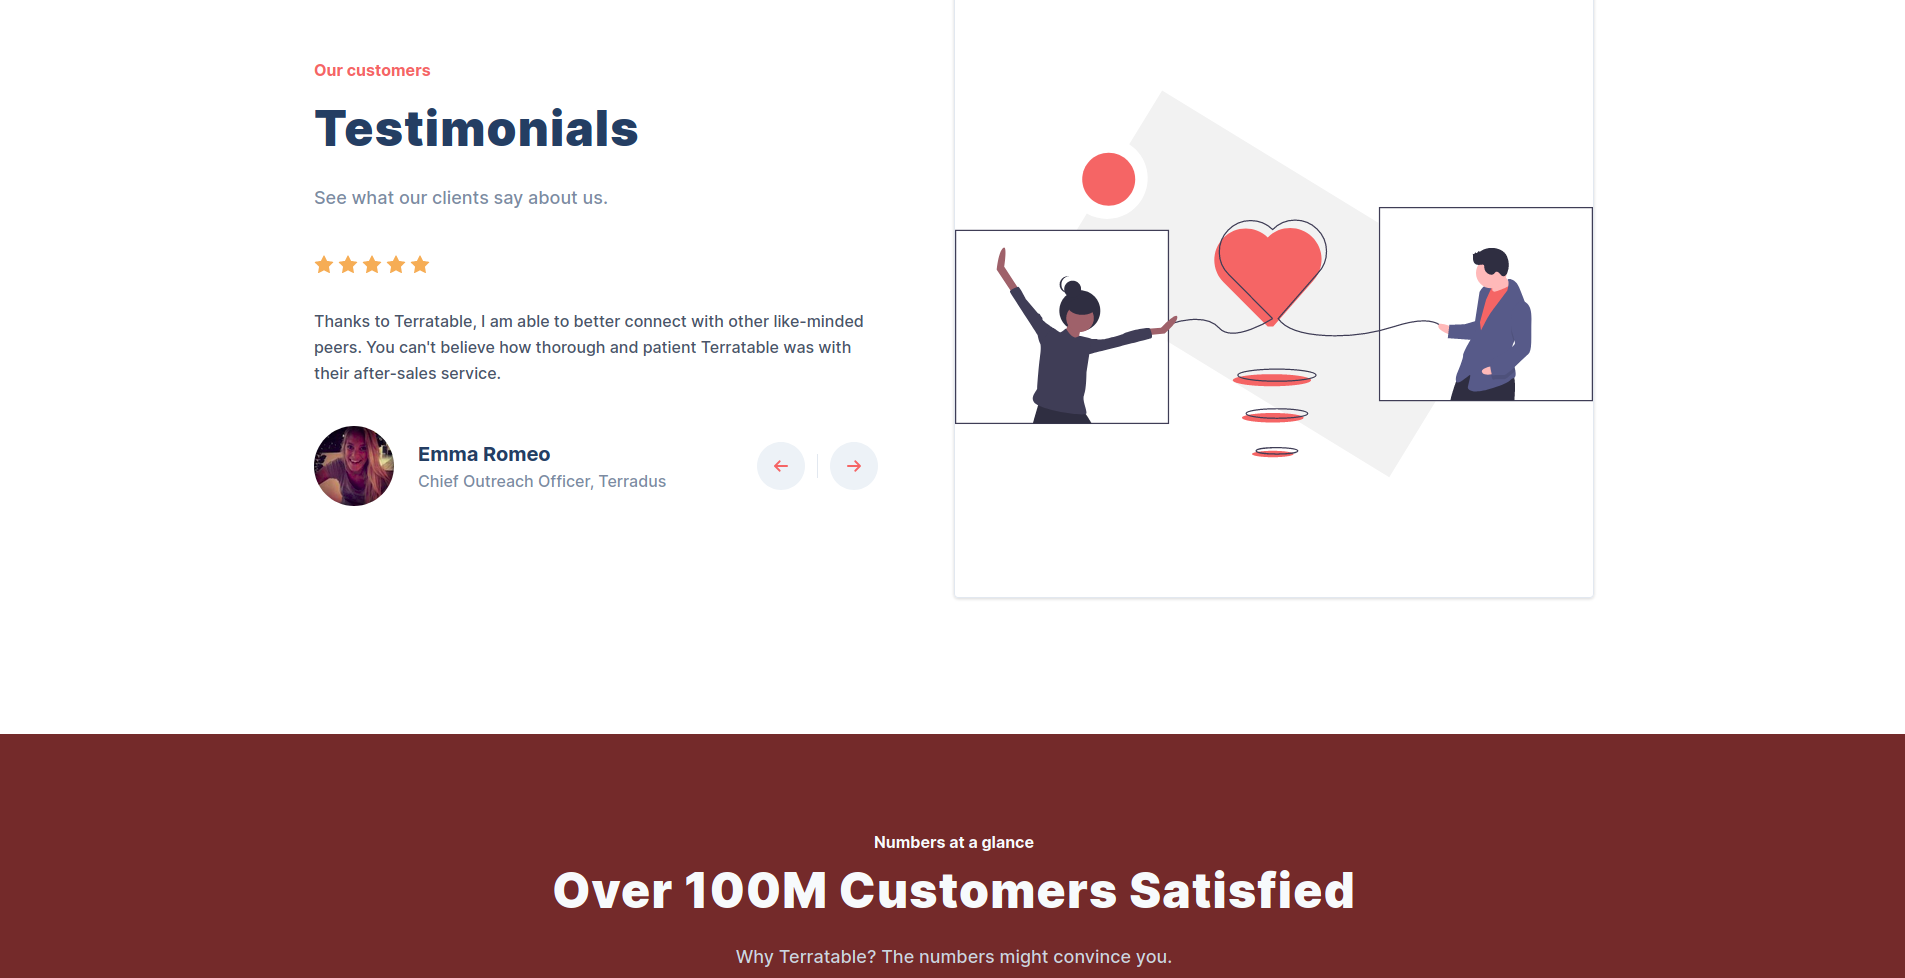 Our customers
Testimonials
See what our clients say about us.
Thanks to Terratable, I am able to better connect with other like-minded
peers. You can't believe how thorough and patient Terratable was with
their after-sales service.
Emma Romeo
Chief Outreach Officer, Terradus
Numbers at a glance
Over 100M Customers Satisfied
Why Terratable? The numbers might convince you.